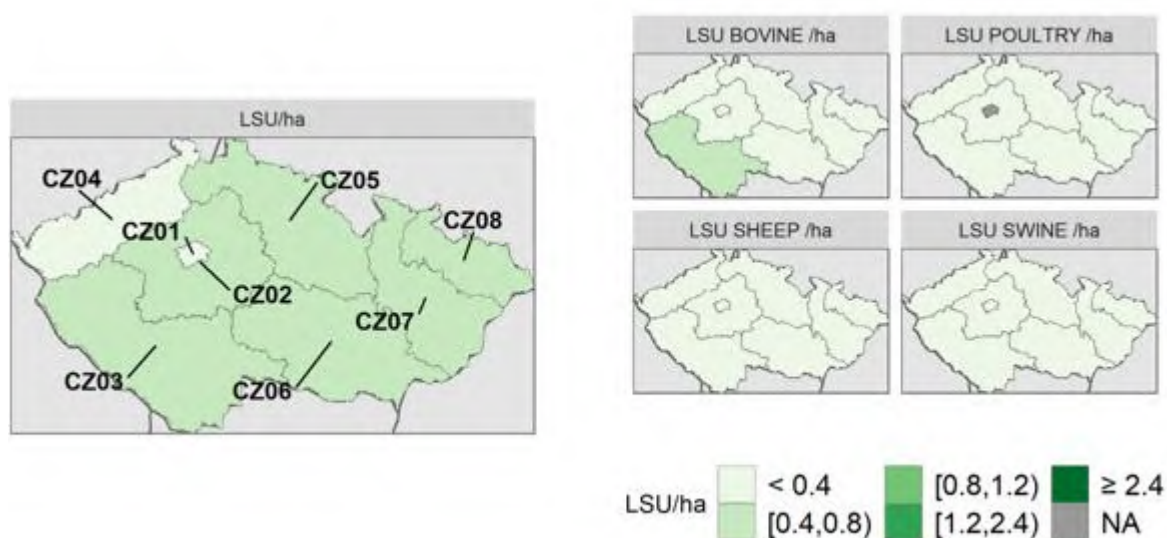 LSU/ha
CZ04
CZ05
CZ01
CZ08
CZ02
CZ07
CZ03
CZ06
LSU BOVINE /ha
LSU POULTRY /ha
LSU SHEEP /ha
LSU SWINE /ha
LSU/ha
< 0.4
[0.8,1.2)
≥ 2.4
[0.4,0.8)
[1.2,2.4)
NA